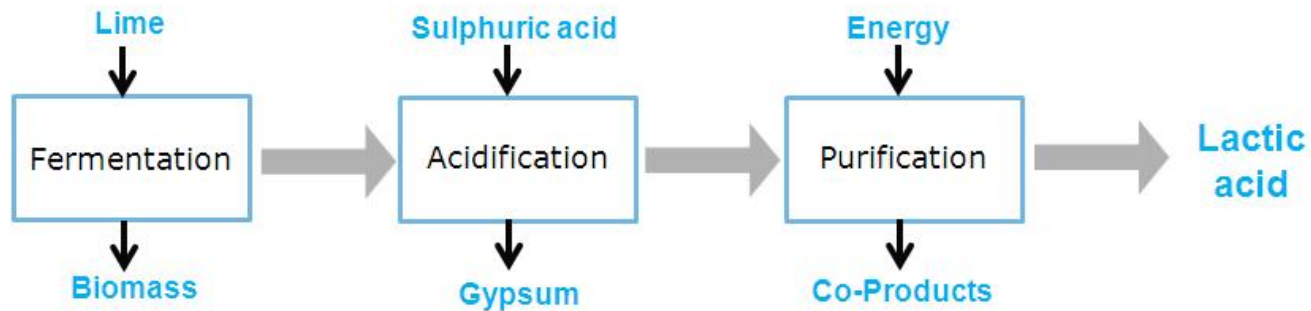 Lime
Sulphuric acid
Energy
Fermentation
Acidification
Purification
Lactic
acid
Biomass
Gypsum
Co-Products